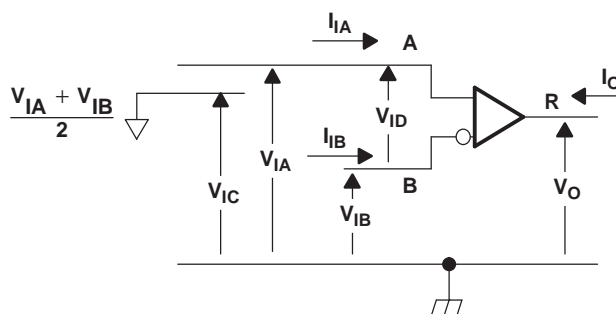 I_IA
A
I_O
V_IA + V_IB
2
R
V_ID
I_IB
V_IA
V_IC
B
V_IB
V_O